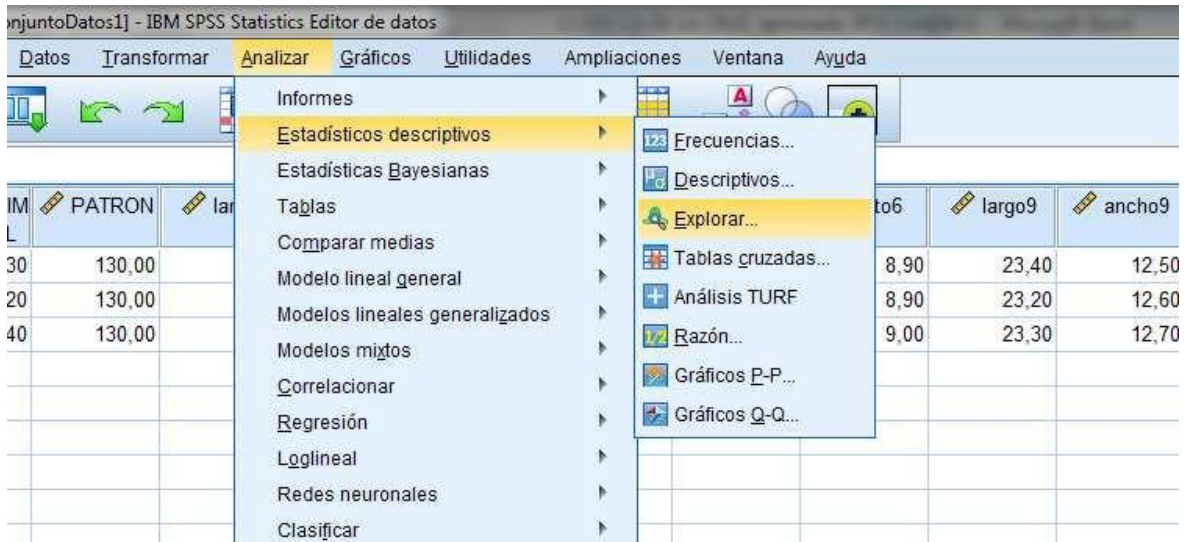 onjuntoDatos1] - IBM SPSS Statistics Editor de datos
Datos Transformar Analizar Gráficos Utilidades Ampliaciones Ventana Ayuda
Informes
Estadísticos descriptivos
Estadísticas Bayesianas
Tablas
Comparar medias
Modelo lineal general
Modelos lineales generalizados
Modelos mixtos
Correlacionar
Regresión
Loglineal
Redes neuronales
Clasificar
Frecuencias...
Descriptivos...
Explorar...
Tablas cruzadas...
Análisis TURF
Razón...
Gráficos P-P...
Gráficos Q-Q...
IM PATRON lar to6 largo9 ancho9
L
30 130,00 8,90 23,40 12,50
20 130,00 8,90 23,20 12,60
40 130,00 9,00 23,30 12,70